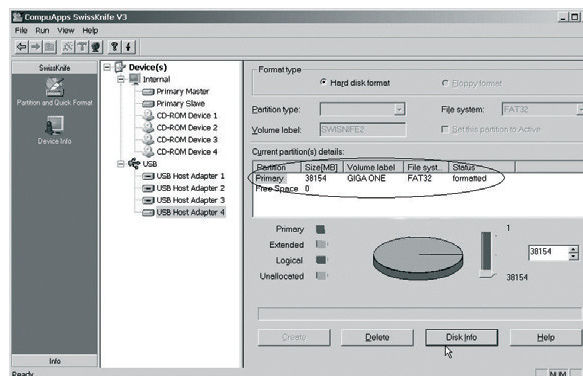 CompuApps SwissKnife V3
File Run View Help
SwissKnife
Partition and Quick Format
Device Info
Info
Device(s)
Internal
Primary Master
Primary Slave
CD-ROM Device 1
CD-ROM Device 2
CD-ROM Device 3
CD-ROM Device 4
USB
USB Host Adapter 1
USB Host Adapter 2
USB Host Adapter 3
USB Host Adapter 4
Format type
Hard disk format Floppy format
Partition type: File system: FAT32
Volume label: SWISNIFE2 Set this partition to Active
Current partition(s) details:
Partition Size[MB] Volume label File syst... Status
Primary 38154 GIGA ONE FAT32 formatted
Free Space 0
Primary
Extended
Logical
Unallocated
1
38154
38154
Create Delete Disk Info Help
Ready NUM